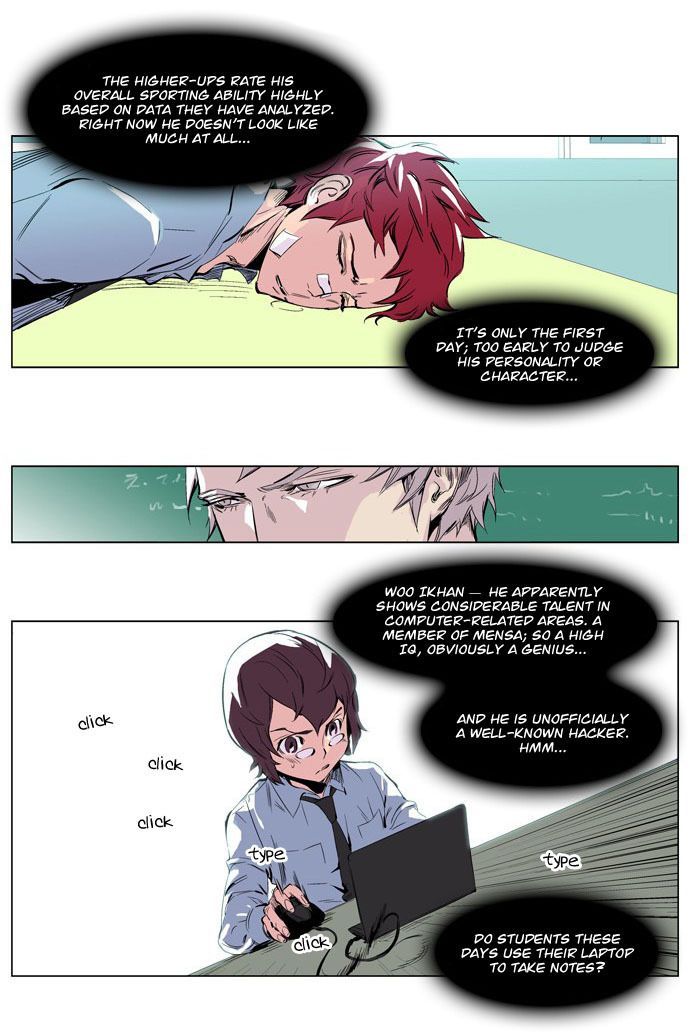 THE HIGHER-UPS RATE HIS
OVERALL SPORTING ABILITY HIGHLY
BASED ON DATA THEY HAVE ANALYZED.
RIGHT NOW HE DOESN'T LOOK LIKE
MUCH AT ALL...
IT'S ONLY THE FIRST
DAY; TOO EARLY TO JUDGE
HIS PERSONALITY OR
CHARACTER...
WOO IKHAN — HE APPARENTLY
SHOWS CONSIDERABLE TALENT IN
COMPUTER-RELATED AREAS. A
MEMBER OF MENSA; SO A HIGH
IQ, OBVIOUSLY A GENIUS...
AND HE IS UNOFFICIALLY
A WELL-KNOWN HACKER.
HMM...
click
click
click
type
type
click
DO STUDENTS THESE
DAYS USE THEIR LAPTOP
TO TAKE NOTES?